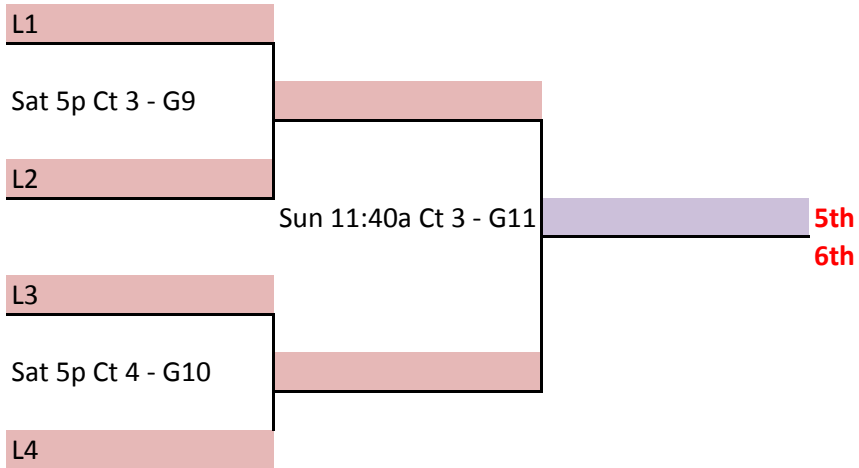 L1
Sat 5p Ct 3 - G9
L2
Sun 11:40a Ct 3 - G11
5th
6th
L3
Sat 5p Ct 4 - G10
L4